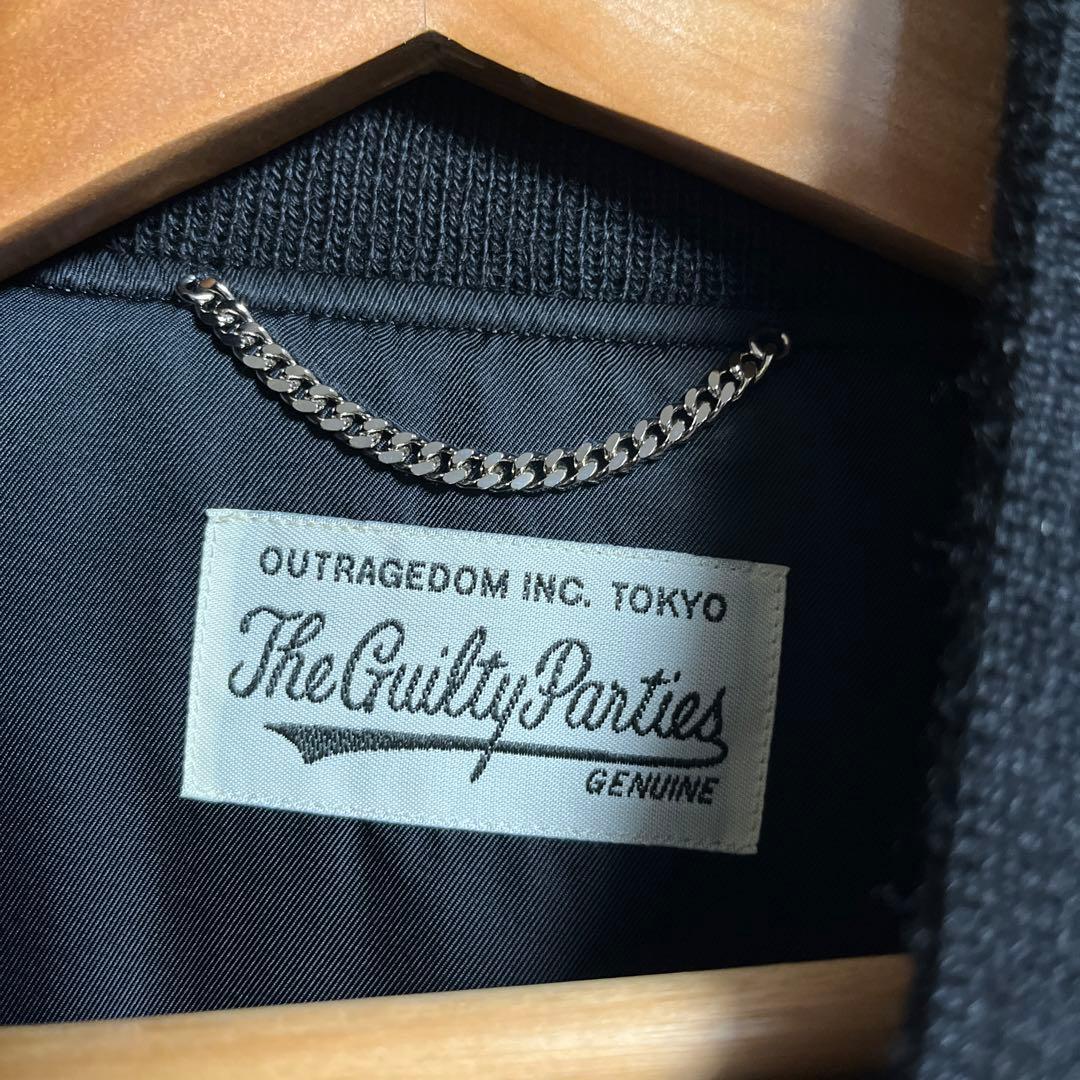 OUTRAGEDOM INC. TOKYO
The Guilty Parties
GENUINE